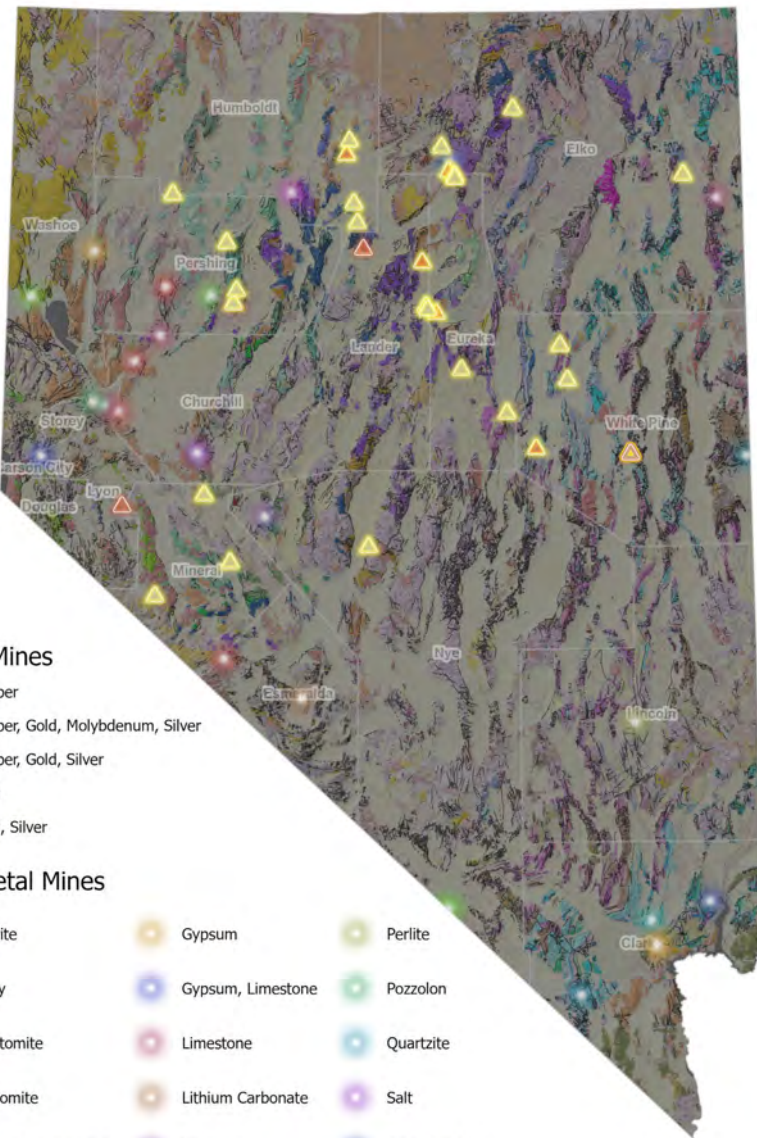 Humboldt
Elko
Washoe
Pershing
Lander
Eureka
Churchill
Storey
White Pine
Carson City
Lyon
Douglas
Mineral
Mines
Nye
Esmeralda
per, Gold, Molybdenum, Silver
Lincoln
per, Gold, Silver
, Silver
etal Mines
Gypsum
Perlite
Clark
Gypsum, Limestone
Pozzolon
tomite
Limestone
Quartzite
omite
Lithium Carbonate
Salt